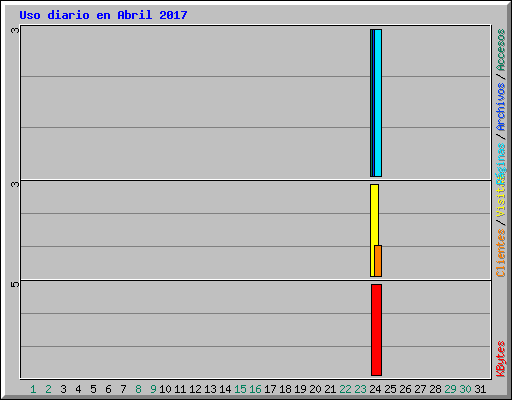 Uso diario en Abril 2017
3
3
5
Clientes / Visitas
Páginas / Archivos / Accesos
KBytes
1 2 3 4 5 6 7 8 9 10 11 12 13 14 15 16 17 18 19 20 21 22 23 24 25 26 27 28 29 30 31